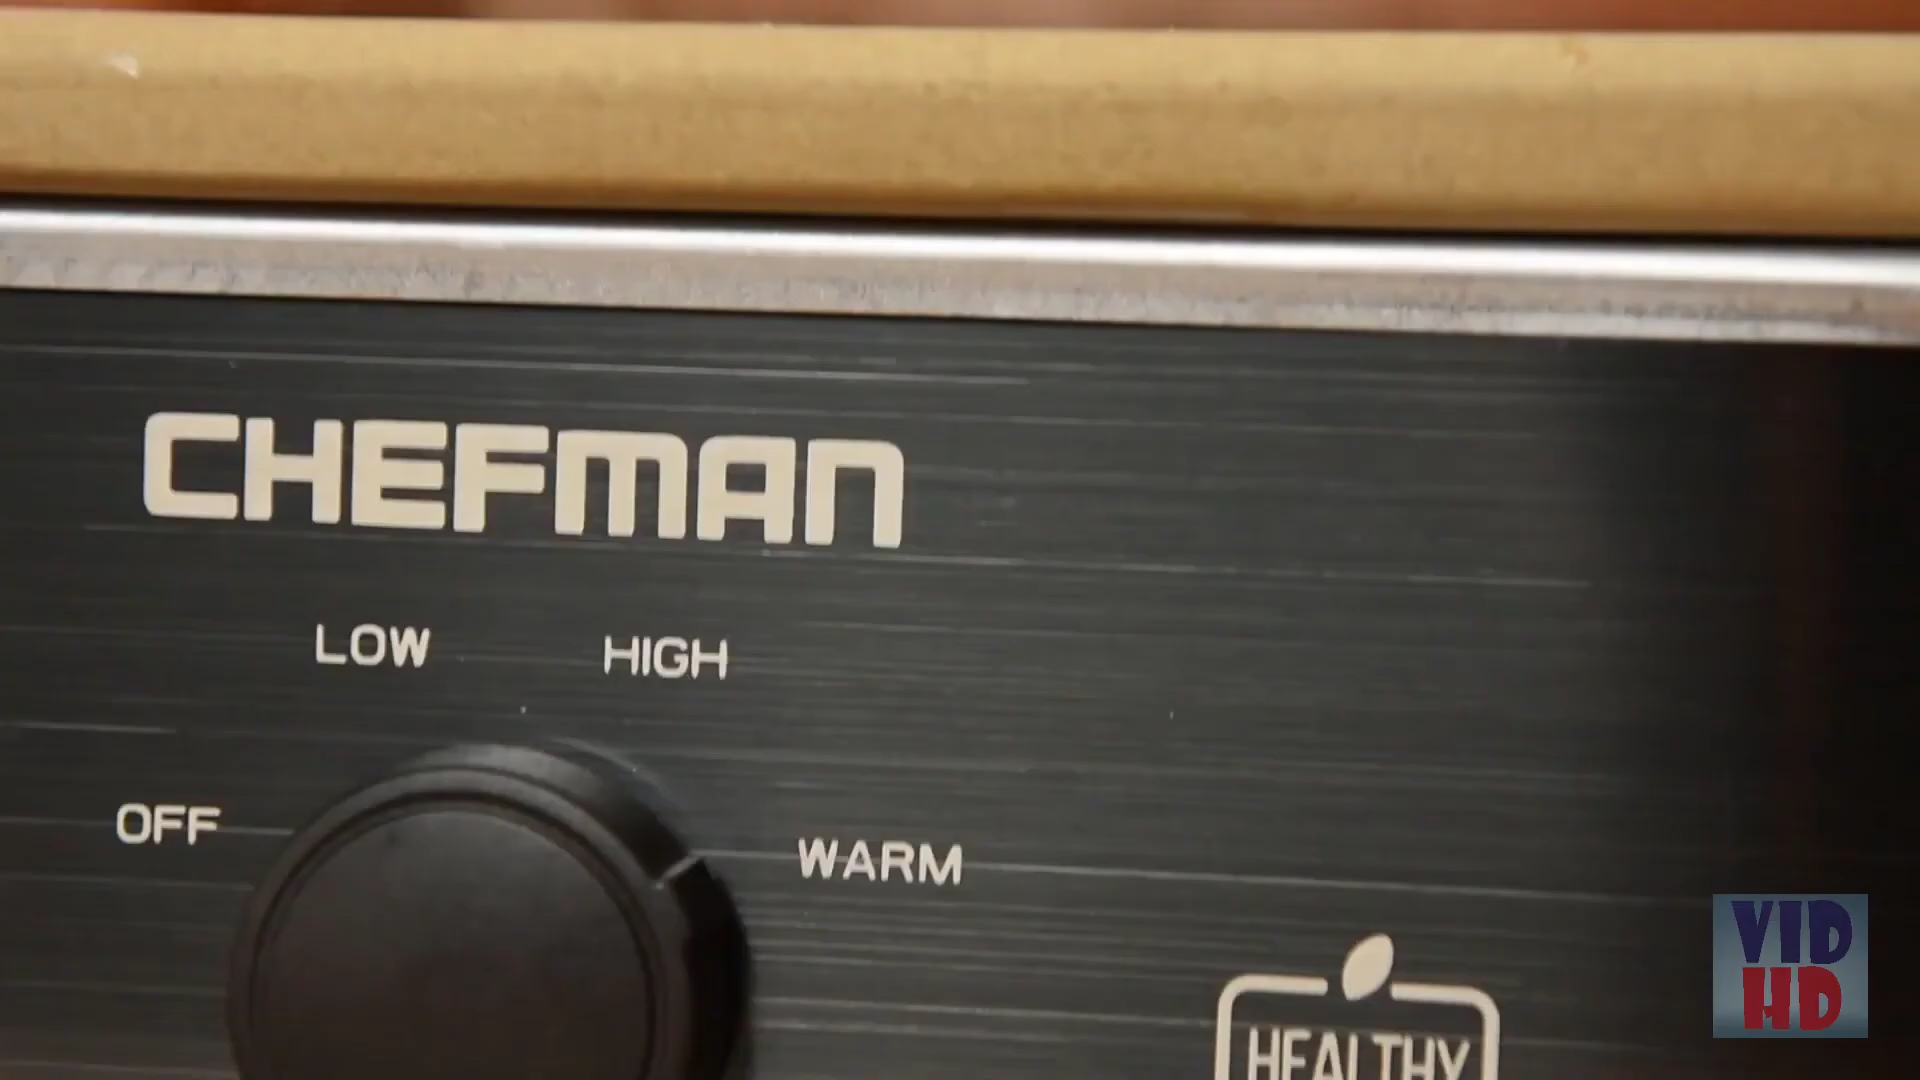 CHEFMAN
LOW HIGH
OFF WARM
HEALTHY
VID
HD